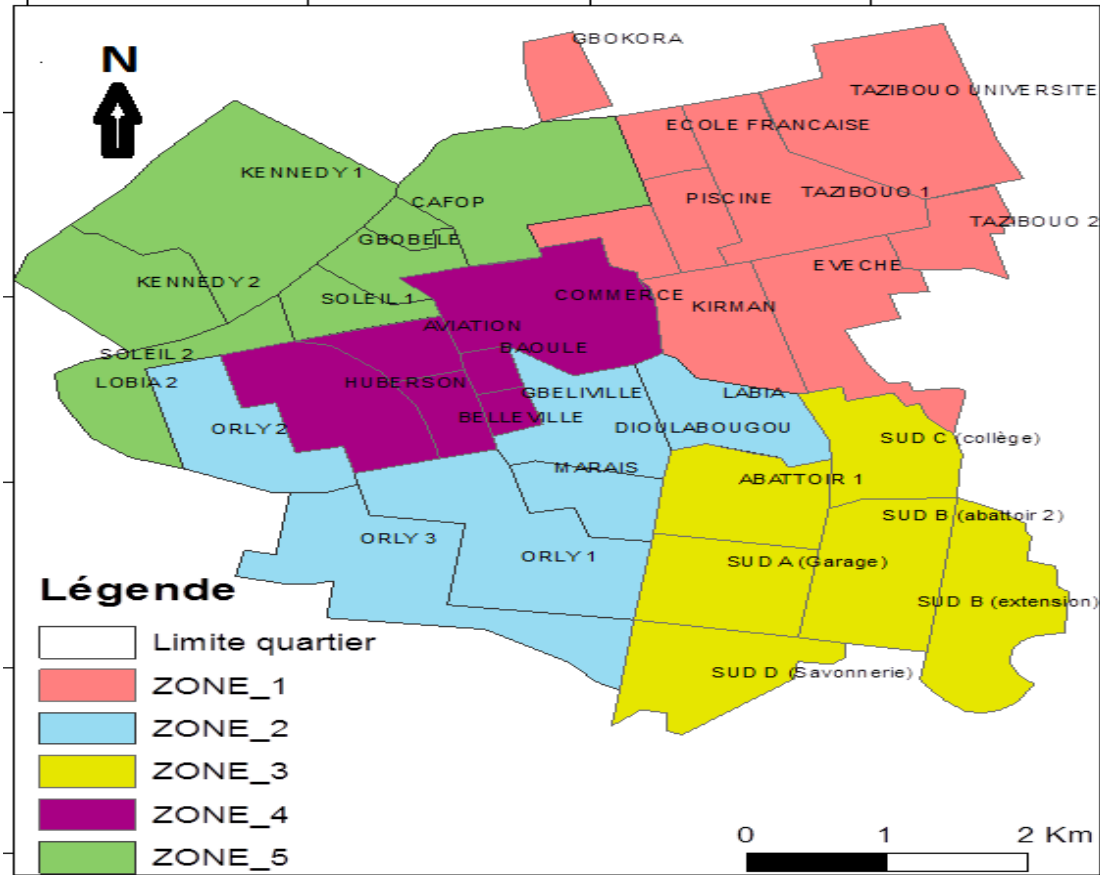 GBOKORA
N
TAZIBOUO UNIVERSITE
ECOLE FRANCAISE
KENNEDY 1
TAZIBOUO 1
PISCINE
CAFOP
TAZIBOUO 2
GBOBELE
EVECHE
KENNEDY 2
COMMERCE
SOLEIL 1
KIRMAN
AVIATION
BAOULE
SOLEIL 2
LOBIA 2
HUBERSON
GBELIVILLE
LABIA
BELLEVILLE
ORLY 2
DIOULABOUGOU
SUD C (collège)
MARAIS
ABATTOIR 1
SUD B (abattoir 2)
ORLY 3
ORLY 1
SUD A (Garage)
SUD B (extension)
SUD D (Savonnerie)
Légende
Limite quartier
ZONE_1
ZONE_2
ZONE_3
ZONE_4
ZONE_5
0 1 2 Km